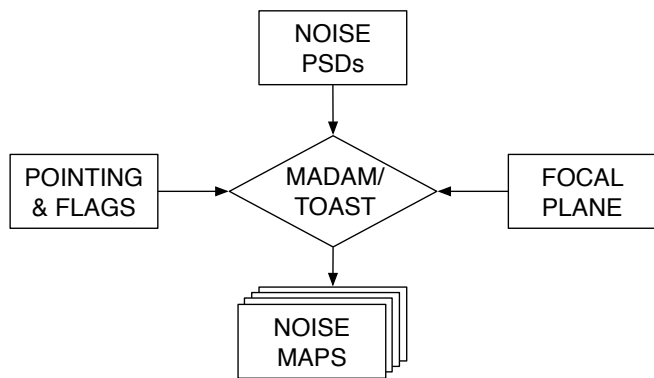 NOISE
PSDs
POINTING
& FLAGS
MADAM/
TOAST
FOCAL
PLANE
NOISE
MAPS